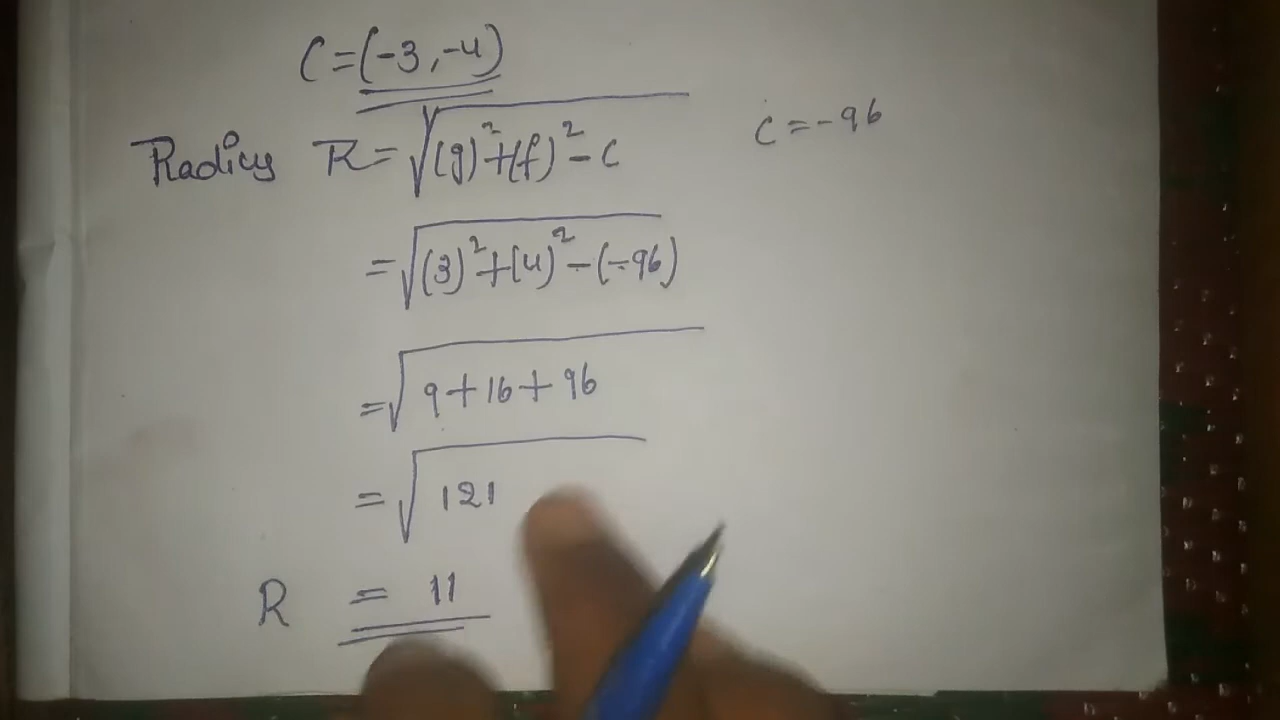 C = (-3, -4)
Radius R = √(g)² + (f)² - c
c = -96
= √(3)² + (4)² - (-96)
= √9 + 16 + 96
= √121
R = 11